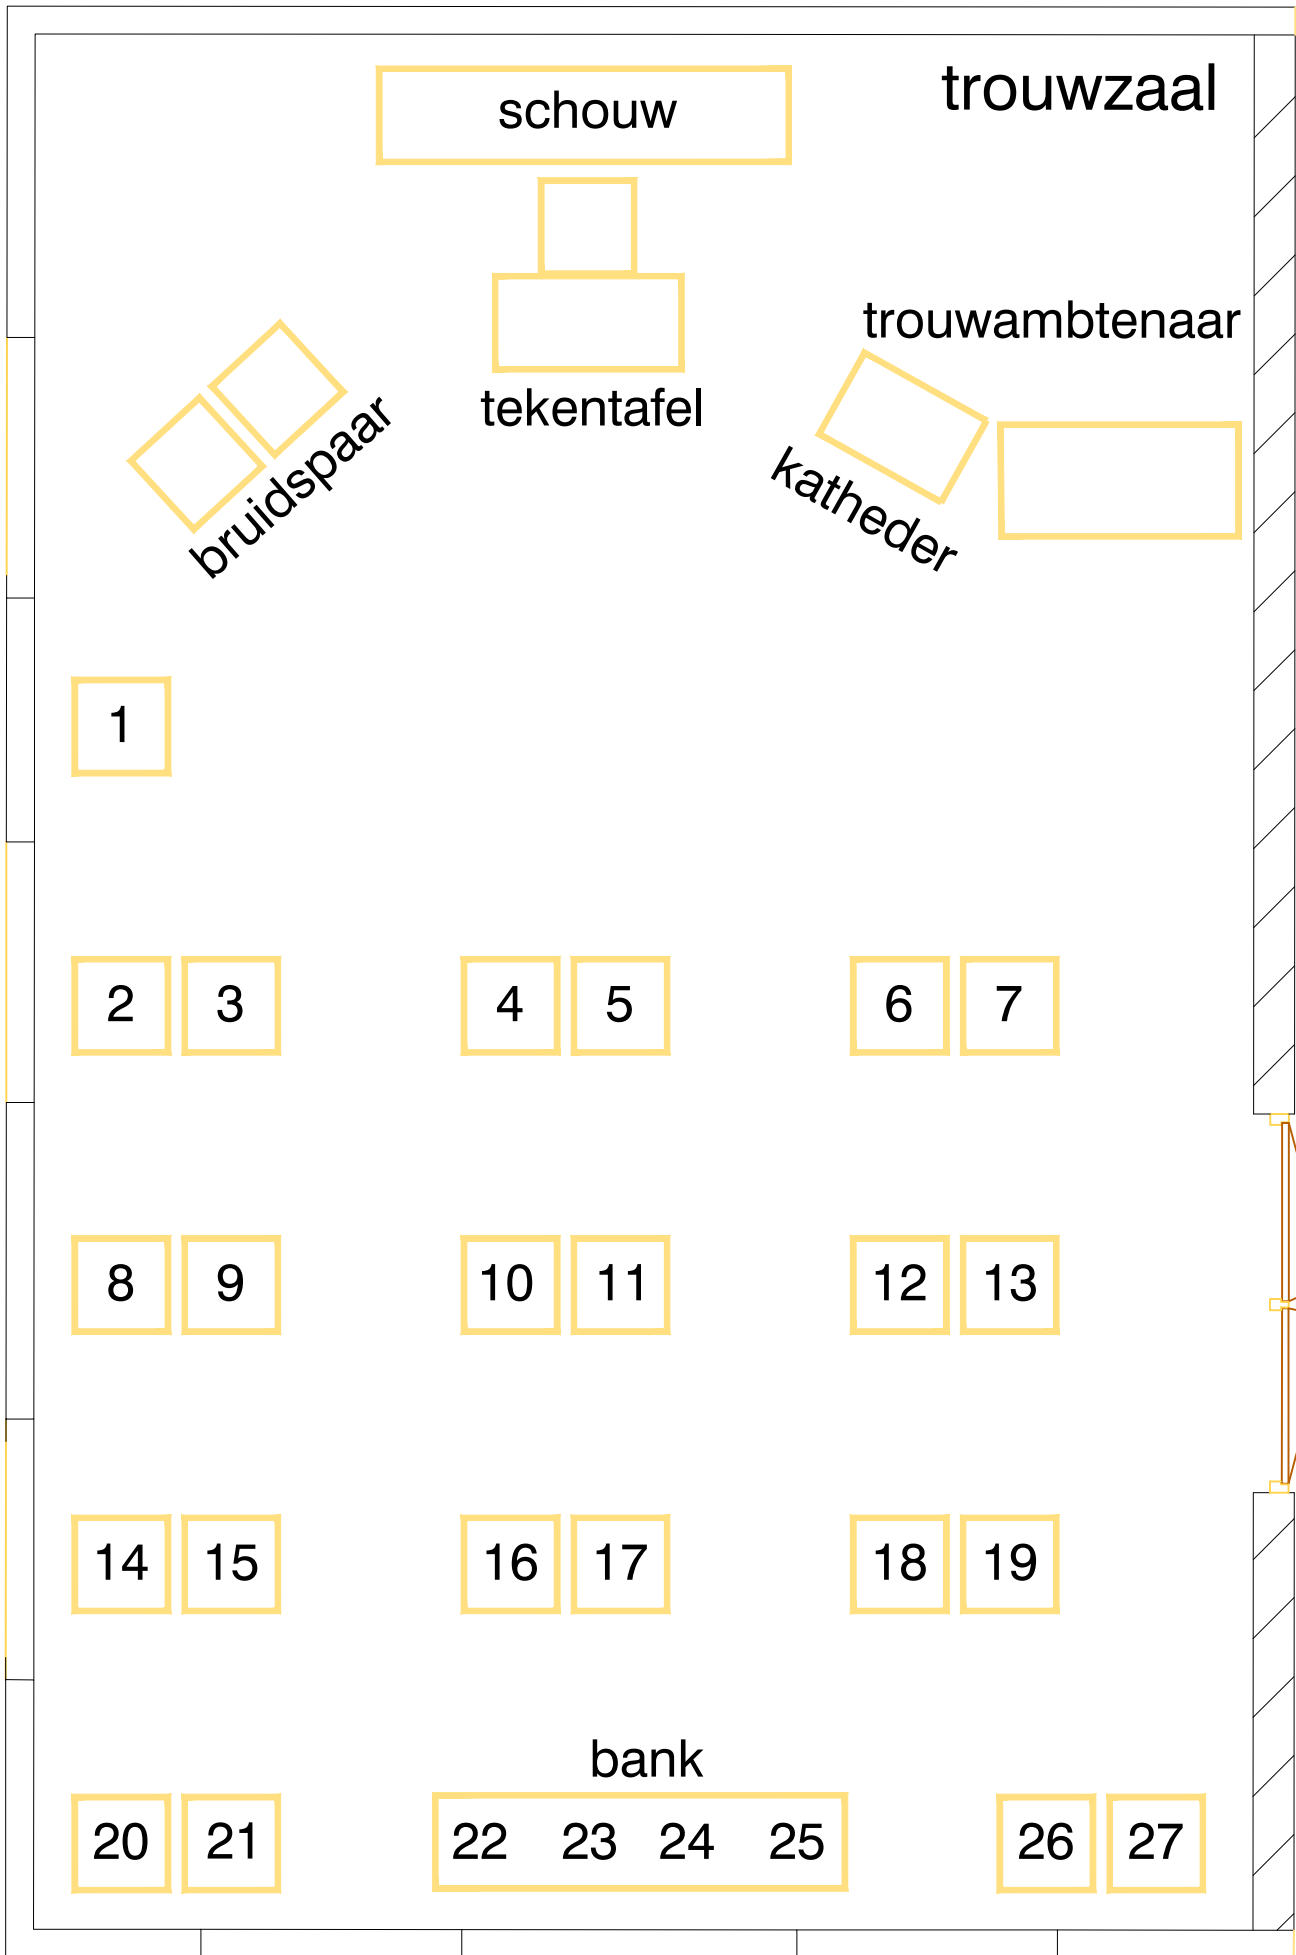 schouw
trouwzaal
trouwambtenaar
tekentafel
bruidspaar
katheder
1
2 3 4 5 6 7
8 9 10 11 12 13
14 15 16 17 18 19
bank
20 21 22 23 24 25 26 27